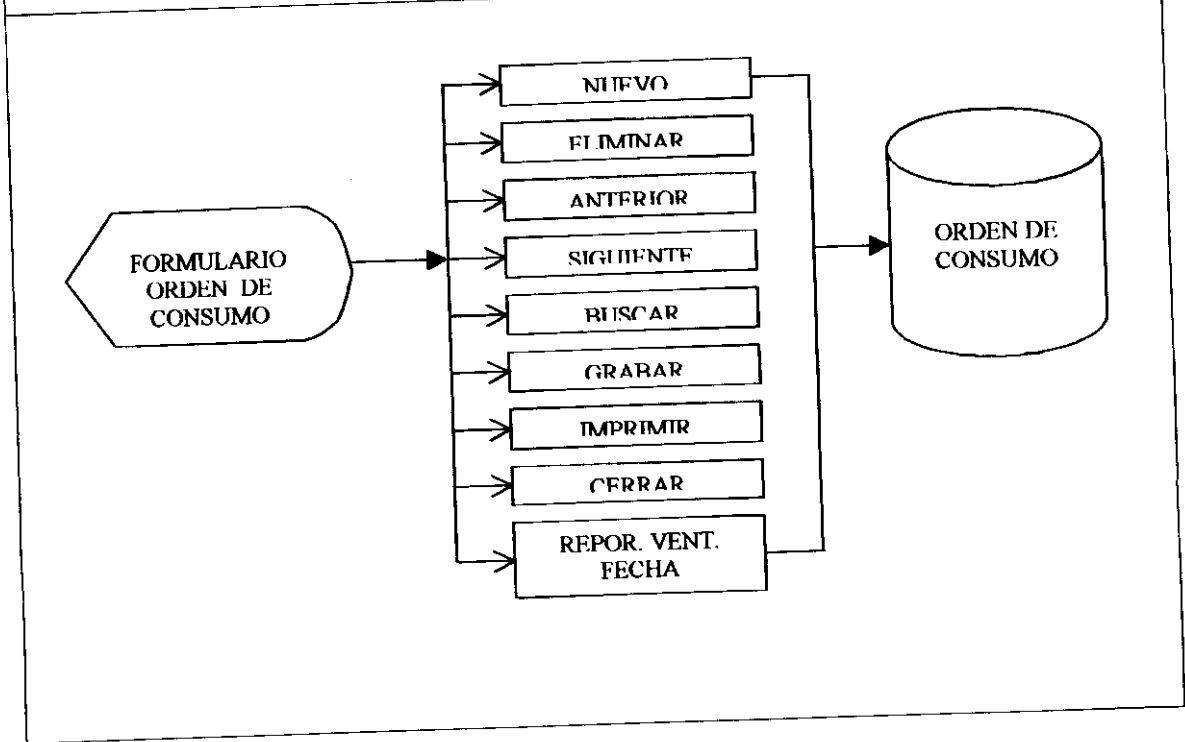 FORMULARIO
ORDEN DE
CONSUMO
NUEVO
ELIMINAR
ANTERIOR
SIGUIENTE
BUSCAR
GRABAR
IMPRIMIR
CERRAR
REPOR. VENT.
FECHA
ORDEN DE
CONSUMO